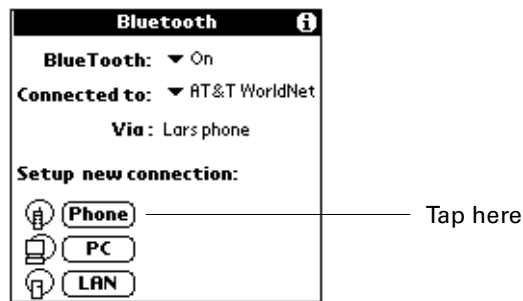 Bluetooth
BlueTooth: On
Connected to: AT&T WorldNet
Via: Lars phone
Setup new connection:
Phone Tap here
PC
LAN